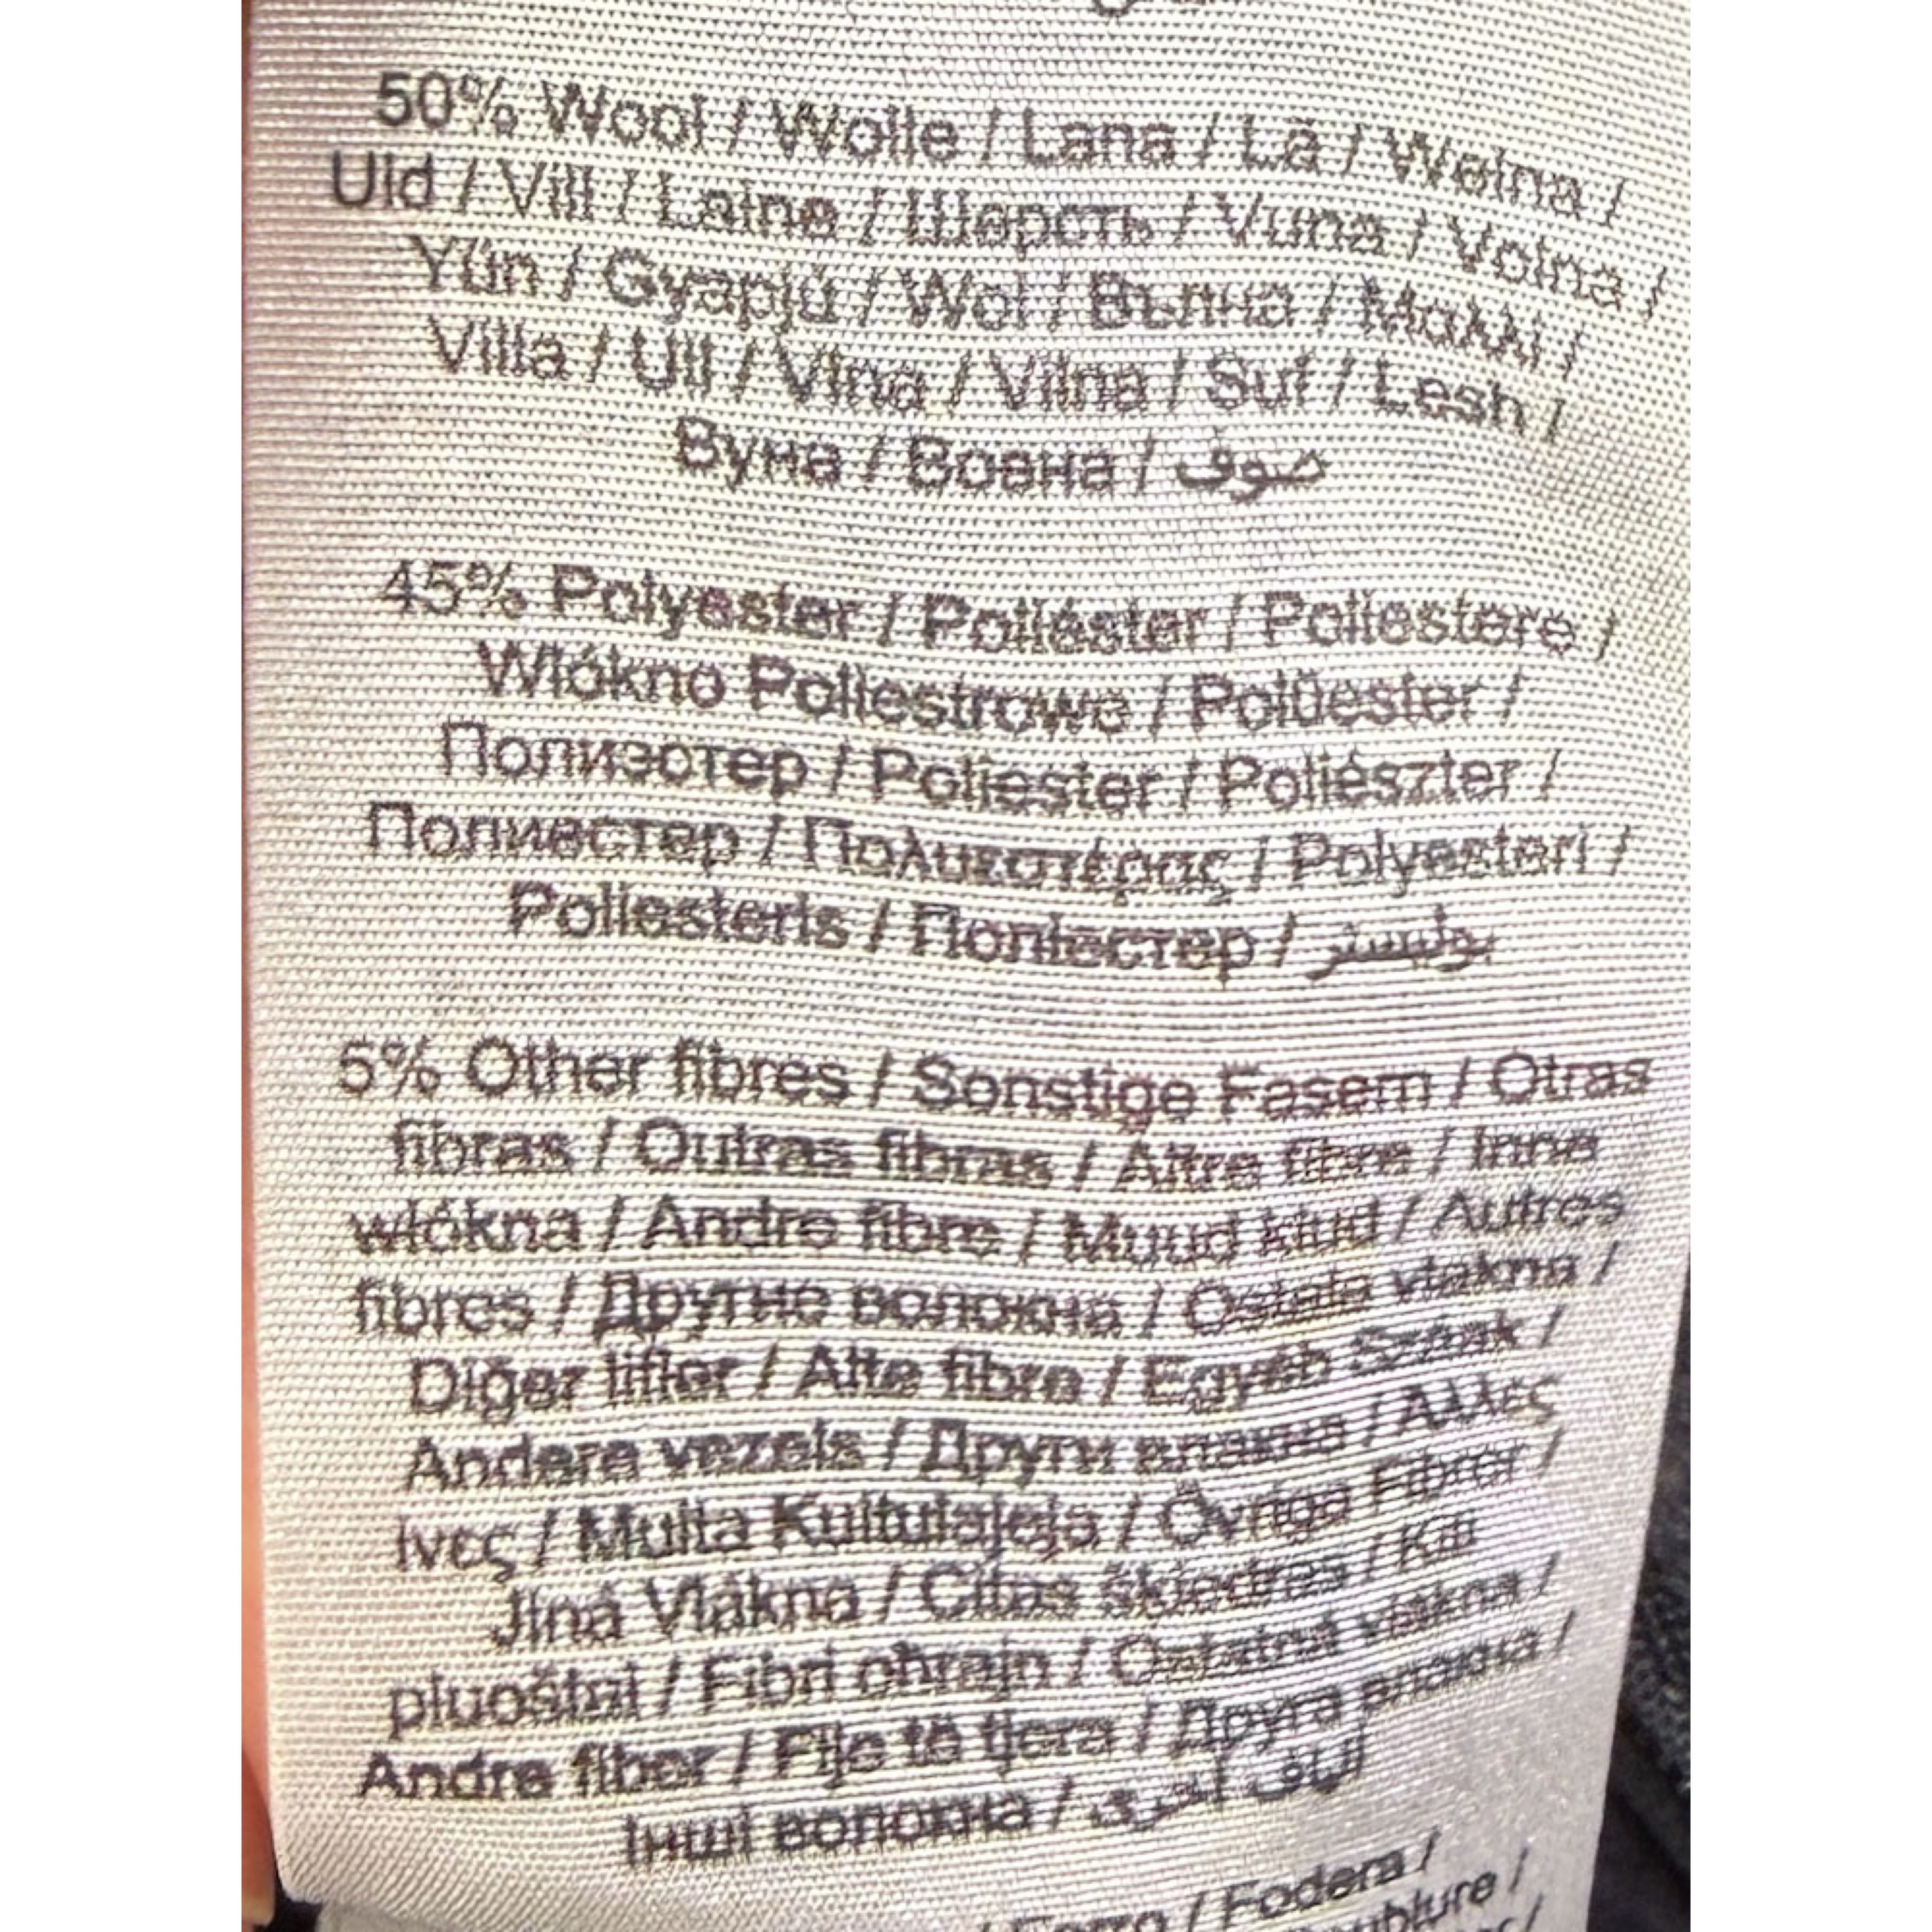 50% Wool / Wolle / Lana / Lã / Wełna /
Uld / Vill / Laine / Шерсть / Vuna / Volna /
Yün / Gyapjú / Wol / Вълна / Μαλλί /
Villa / Ull / Vlna / Vilna / Suf / Lesh /
Вуна / Вовна / صوف
45% Polyester / Poliéster / Poliestere /
Włókno Poliestrowe / Polüester /
Полиэстер / Poliester / Poliészter /
Полиестер / Πολυεστέρας / Polyesteri /
Poliesteris / Поліестер / بوليستر
5% Other fibres / Sonstige Fasern / Otras
fibras / Outras fibras / Altre fibre / Inne
włókna / Andre fibre / Muud kiud / Autres
fibres / Другие волокна / Ostala vlakna /
Diğer lifler / Alte fibre / Egyéb Szálak /
Andere vezels / Други влакна / Άλλες
ίνες / Muita Kuitulajeja / Övriga Fibrer /
Jiná Vlákna / Citas šķiedras / Kiti
pluoštai / Fibri oħrajn / Ostatná vlákna /
Andre fiber / Fije të tjera / Друга влакна /
Інші волокна / ألياف أخرى
/ Forro / Fodera /
/